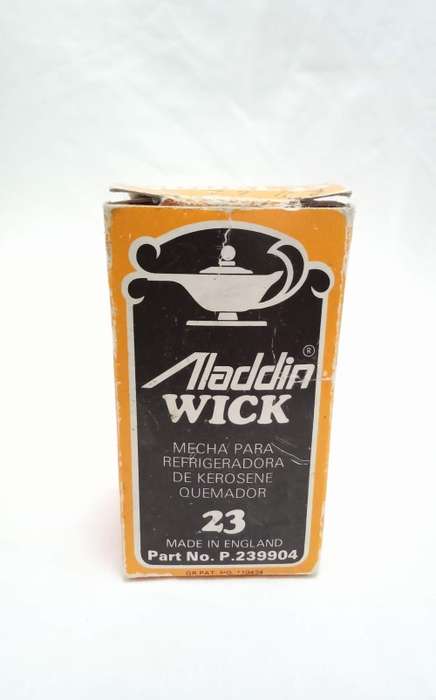 Aladdin®
WICK
MECHA PARA
REFRIGERADORA
DE KEROSENE
QUEMADOR
23
MADE IN ENGLAND
Part No. P.239904